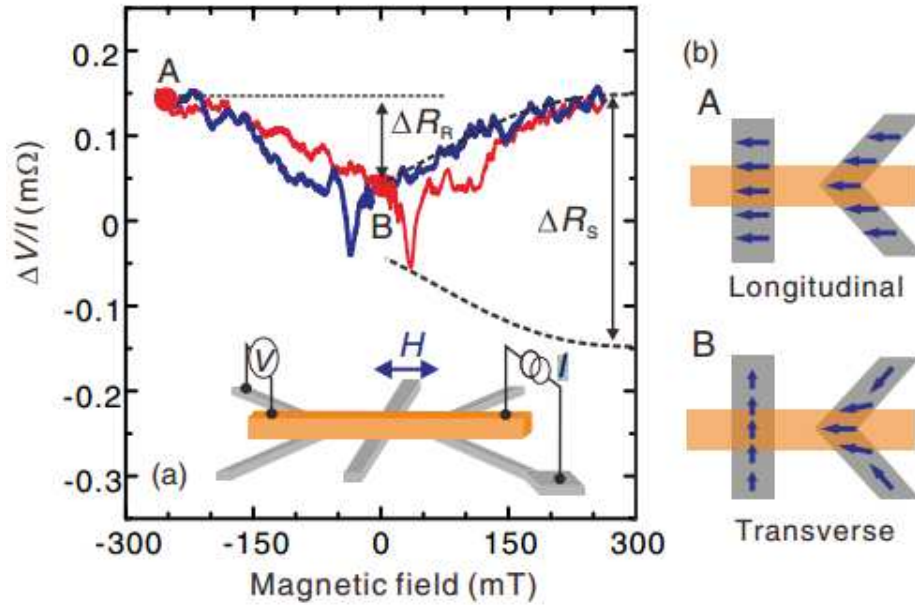 0.2
0.1
0
-0.1
-0.2
-0.3
ΔV/I (mΩ)
A
ΔR_R
B
ΔR_S
H
V
I
(a)
-300 -150 0 150 300
Magnetic field (mT)
(b)
A
Longitudinal
B
Transverse